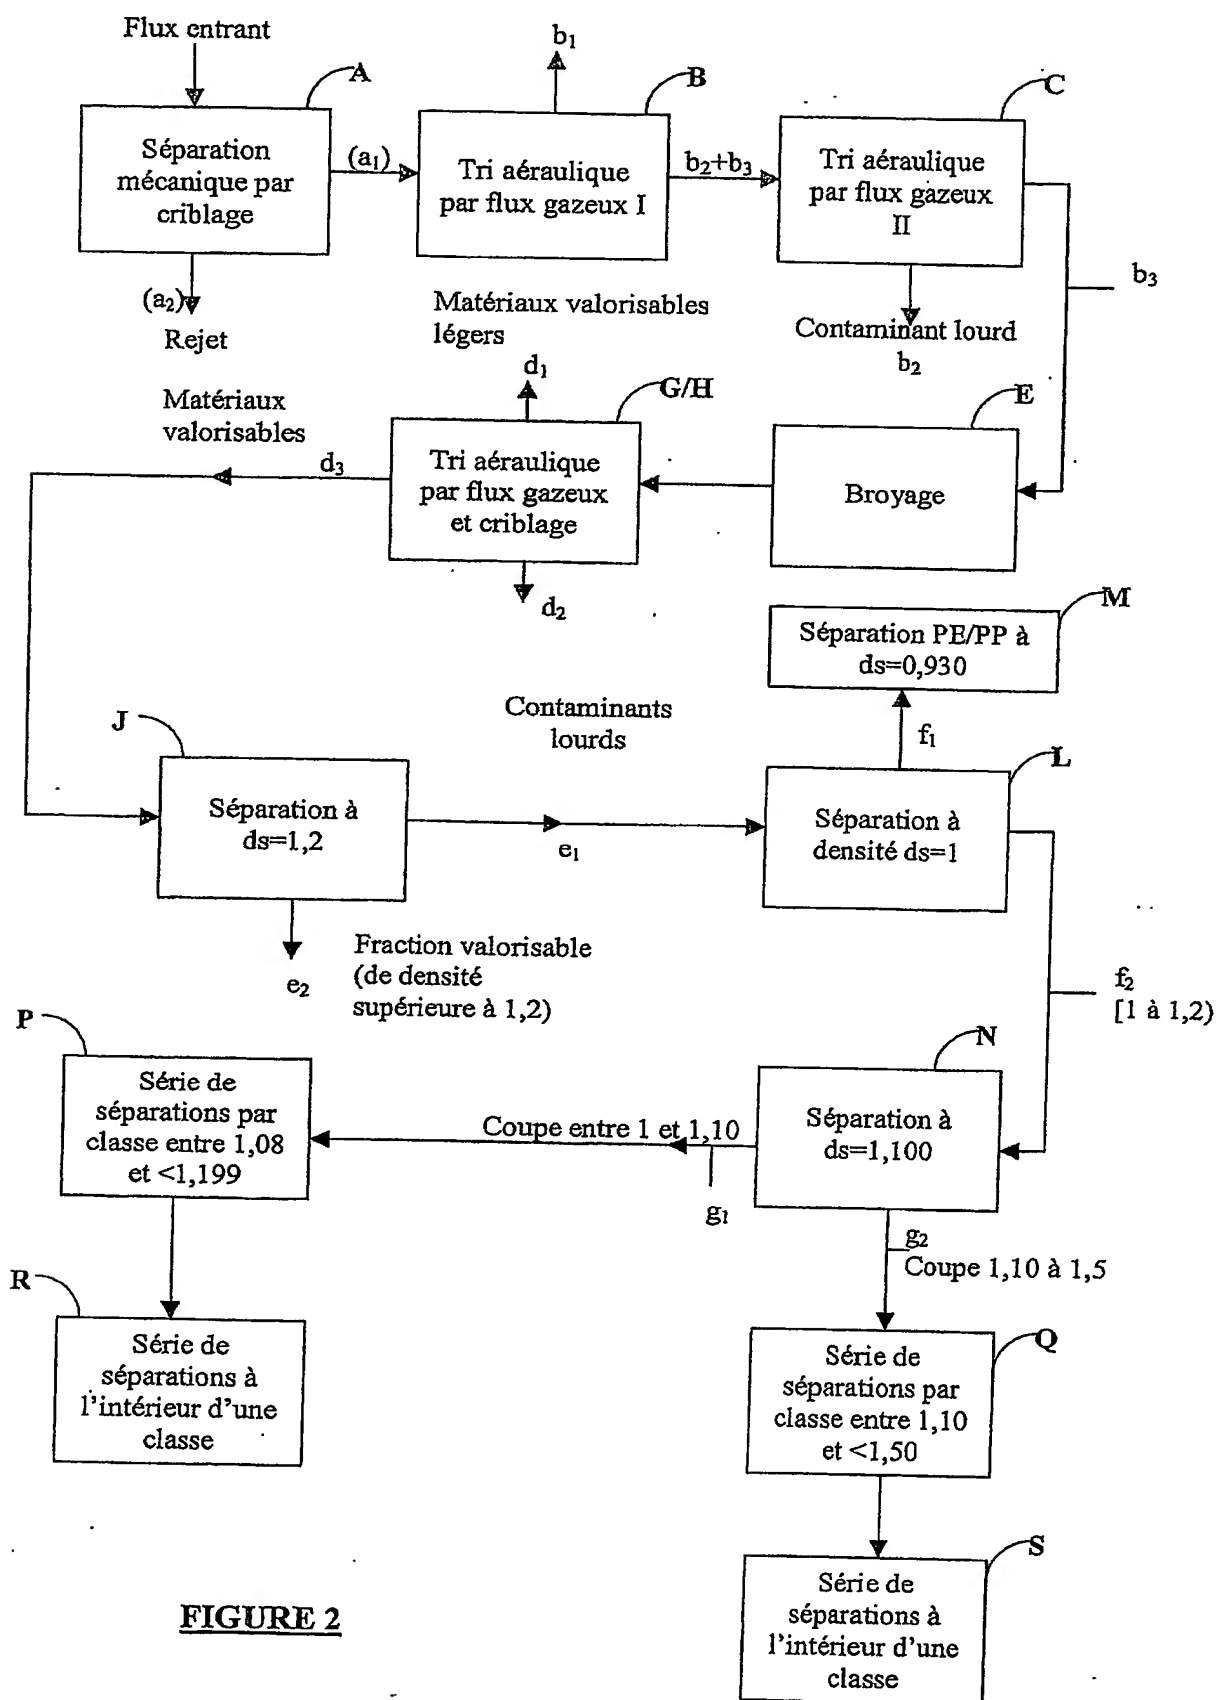 Flux entrant
b₁
A
B
C
Séparation
mécanique par
criblage
(a₁)
Tri aéraulique
par flux gazeux I
b₂+b₃
Tri aéraulique
par flux gazeux
II
b₃
(a₂)
Rejet
Matériaux valorisables
légers
Contaminant lourd
b₂
d₁
G/H
E
Matériaux
valorisables
d₃
Tri aéraulique
par flux gazeux
et criblage
Broyage
d₂
M
Séparation PE/PP à
ds=0,930
Contaminants
lourds
J
f₁
L
Séparation à
ds=1,2
e₁
Séparation à
densité ds=1
e₂
Fraction valorisable
(de densité
supérieure à 1,2)
f₂
[1 à 1,2)
P
N
Série de
séparations par
classe entre 1,08
et <1,199
Coupe entre 1 et 1,10
g₁
Séparation à
ds=1,100
g₂
Coupe 1,10 à 1,5
R
Série de
séparations à
l'intérieur d'une
classe
Q
Série de
séparations par
classe entre 1,10
et <1,50
S
Série de
séparations à
l'intérieur d'une
classe
FIGURE 2